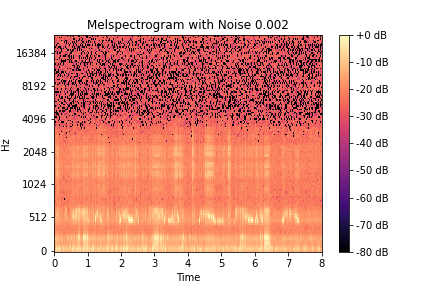 Melspectrogram with Noise 0.002
+0 dB
16384
-10 dB
8192
-20 dB
4096
-30 dB
Hz
2048
-40 dB
1024
-50 dB
-60 dB
512
-70 dB
0
-80 dB
0 1 2 3 4 5 6 7 8
Time